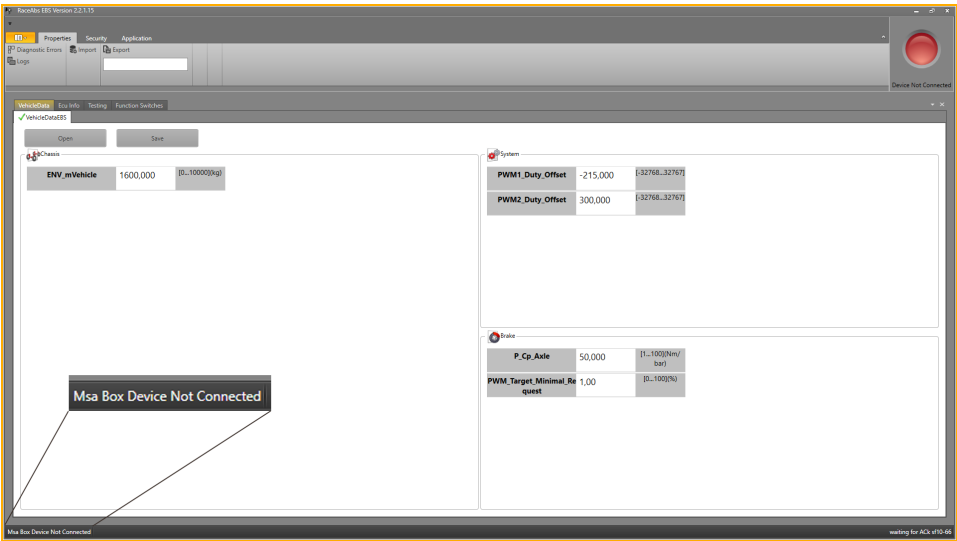 RaceAbs EBS Version 2.2.1.15
Properties Security Application
Diagnostic Errors Import Export
Logs
Device Not Connected
VehicleData Ecu Info Testing Function Switches
VehicleDataEBS
Open Save
Chassis
ENV_mVehicle 1600,000 [0...10000](kg)
System
PWM1_Duty_Offset -215,000 [-32768...32767]
PWM2_Duty_Offset 300,000 [-32768...32767]
Brake
P_Cp_Axle 50,000 [1...100](Nm/
bar)
PWM_Target_Minimal_Re 1,00 [0...100](%)
quest
Msa Box Device Not Connected
Msa Box Device Not Connected
waiting for ACk xf10-66